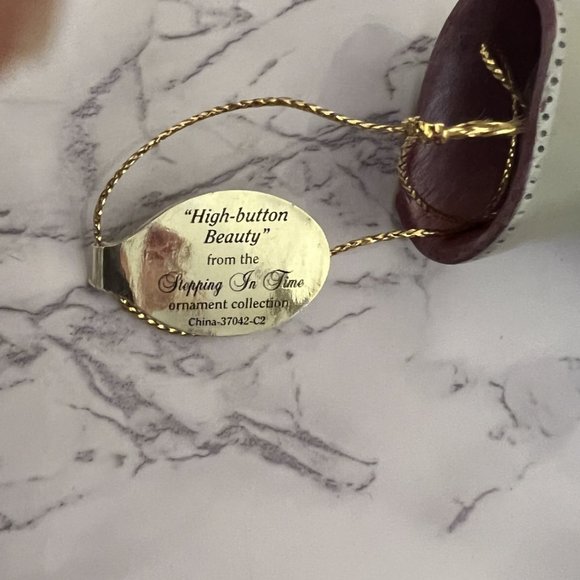 “High-button
Beauty”
from the
Stepping In Time
ornament collection
China-37042-C2